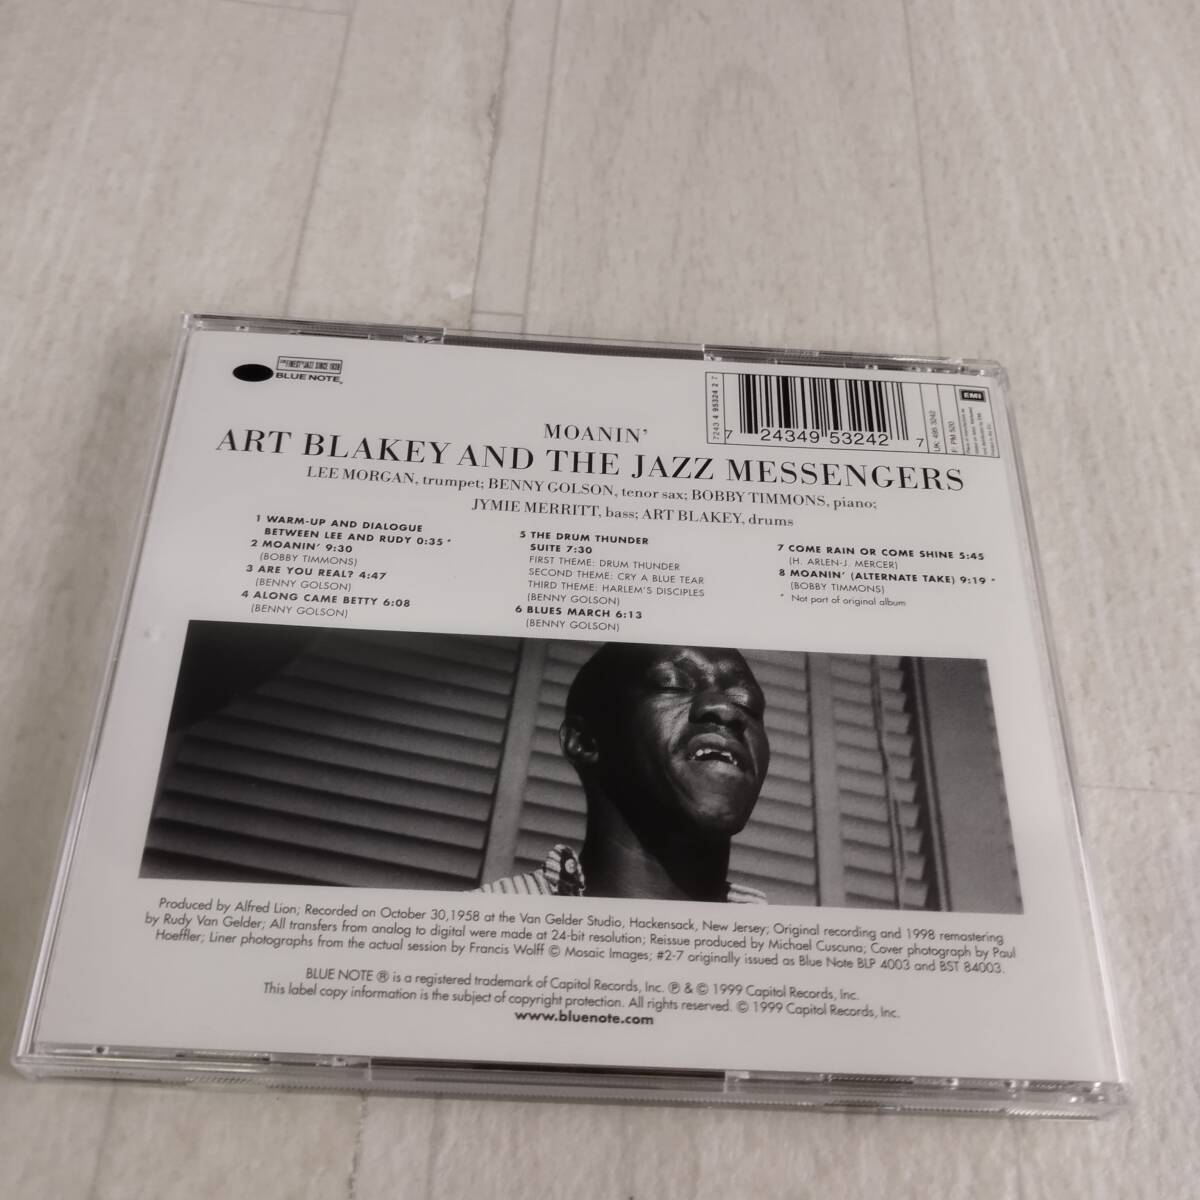 THE FINEST IN JAZZ SINCE 1939
BLUE NOTE
7243 4 95324 2 7
7 24349 53242 7
UK: 495 3242
F: PM 520
EMI
MOANIN'
ART BLAKEY AND THE JAZZ MESSENGERS
LEE MORGAN, trumpet; BENNY GOLSON, tenor sax; BOBBY TIMMONS, piano;
JYMIE MERRITT, bass; ART BLAKEY, drums
1 WARM-UP AND DIALOGUE
BETWEEN LEE AND RUDY 0:35 *
2 MOANIN' 9:30
(BOBBY TIMMONS)
3 ARE YOU REAL? 4:47
(BENNY GOLSON)
4 ALONG CAME BETTY 6:08
(BENNY GOLSON)
5 THE DRUM THUNDER
SUITE 7:30
FIRST THEME: DRUM THUNDER
SECOND THEME: CRY A BLUE TEAR
THIRD THEME: HARLEM'S DISCIPLES
(BENNY GOLSON)
6 BLUES MARCH 6:13
(BENNY GOLSON)
7 COME RAIN OR COME SHINE 5:45
(H. ARLEN-J. MERCER)
8 MOANIN' (ALTERNATE TAKE) 9:19 *
(BOBBY TIMMONS)
* Not part of original album
Produced by Alfred Lion; Recorded on October 30,1958 at the Van Gelder Studio, Hackensack, New Jersey; Original recording and 1998 remastering
by Rudy Van Gelder; All transfers from analog to digital were made at 24-bit resolution; Reissue produced by Michael Cuscuna; Cover photograph by Paul
Hoeffler; Liner photographs from the actual session by Francis Wolff © Mosaic Images; #2-7 originally issued as Blue Note BLP 4003 and BST 84003.
BLUE NOTE ® is a registered trademark of Capitol Records, Inc. ℗ & © 1999 Capitol Records, Inc.
This label copy information is the subject of copyright protection. All rights reserved. © 1999 Capitol Records, Inc.
www.bluenote.com